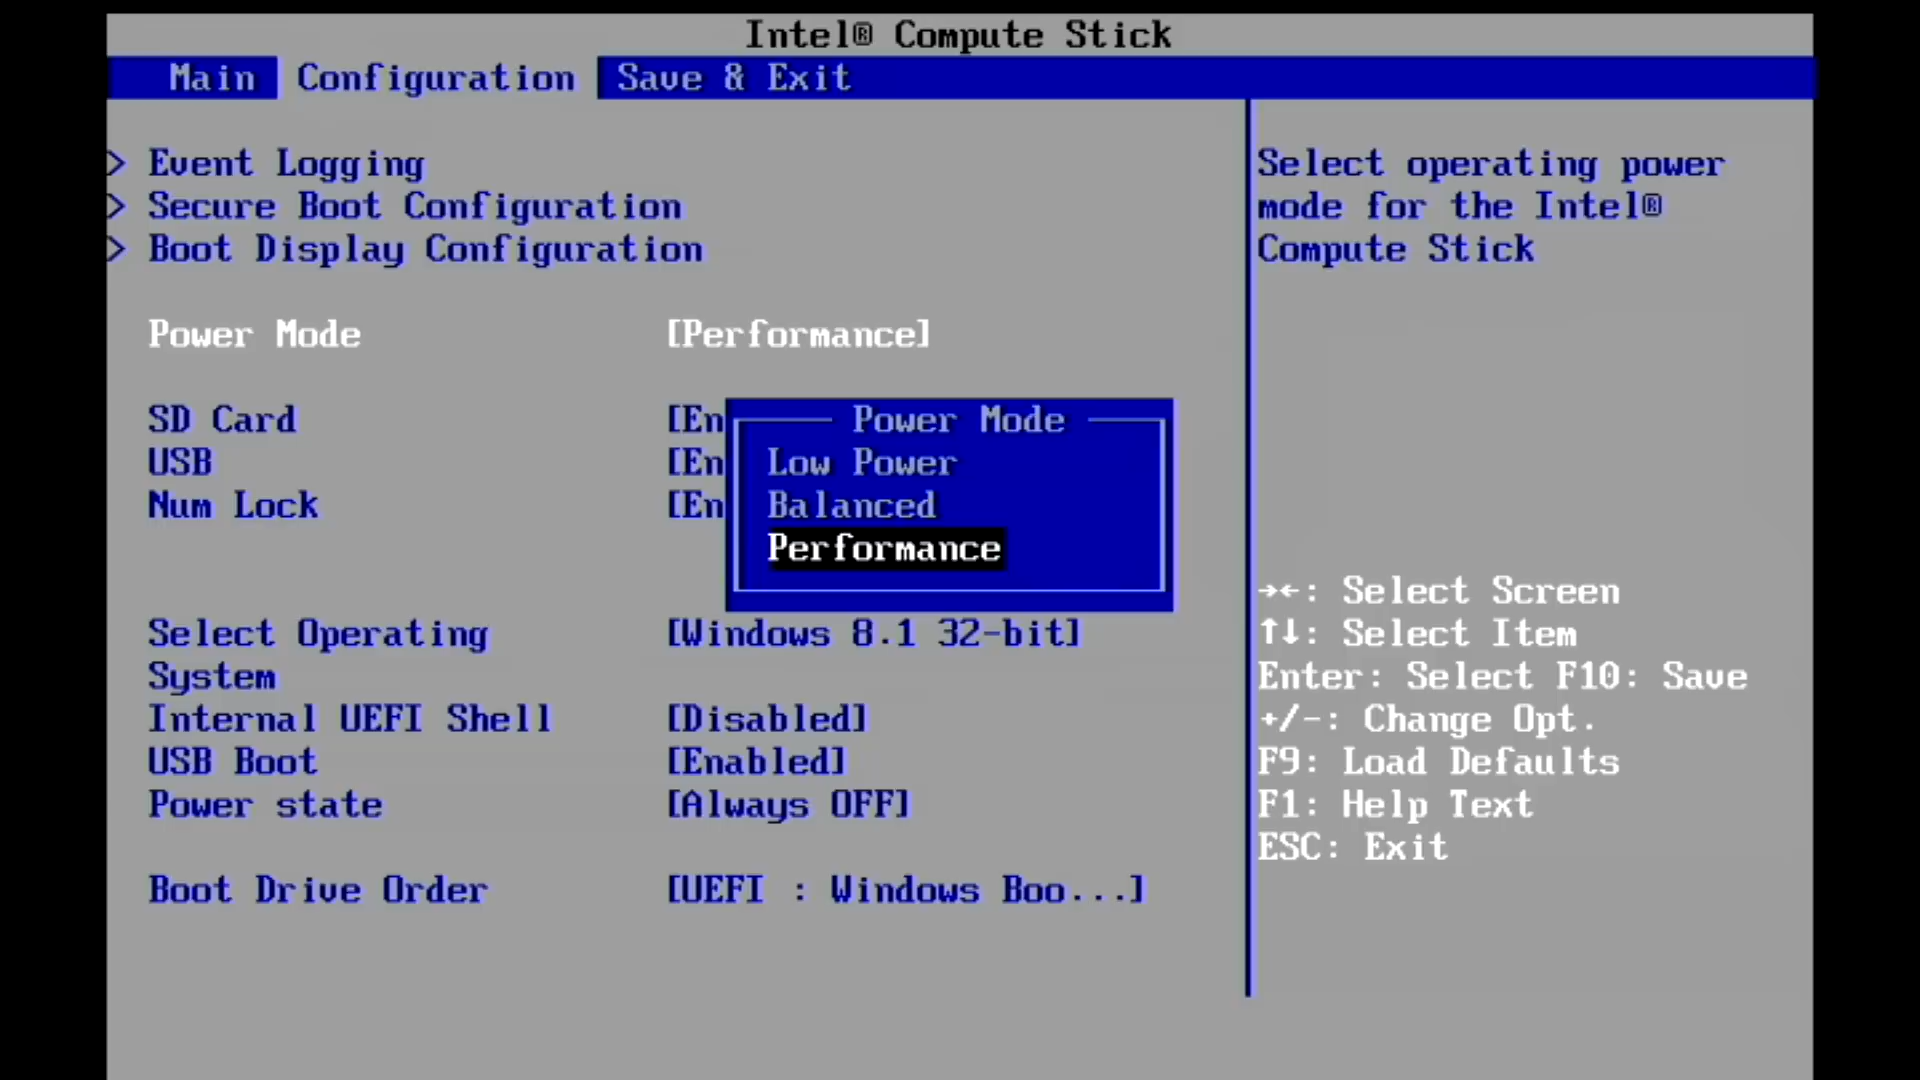 Intel® Compute Stick
Main Configuration Save & Exit
> Event Logging
> Secure Boot Configuration
> Boot Display Configuration
Power Mode [Performance]
SD Card [En
USB [En
Num Lock [En
Power Mode
Low Power
Balanced
Performance
Select Operating [Windows 8.1 32-bit]
System
Internal UEFI Shell [Disabled]
USB Boot [Enabled]
Power state [Always OFF]
Boot Drive Order [UEFI : Windows Boo...]
Select operating power
mode for the Intel®
Compute Stick
→←: Select Screen
↑↓: Select Item
Enter: Select F10: Save
+/-: Change Opt.
F9: Load Defaults
F1: Help Text
ESC: Exit